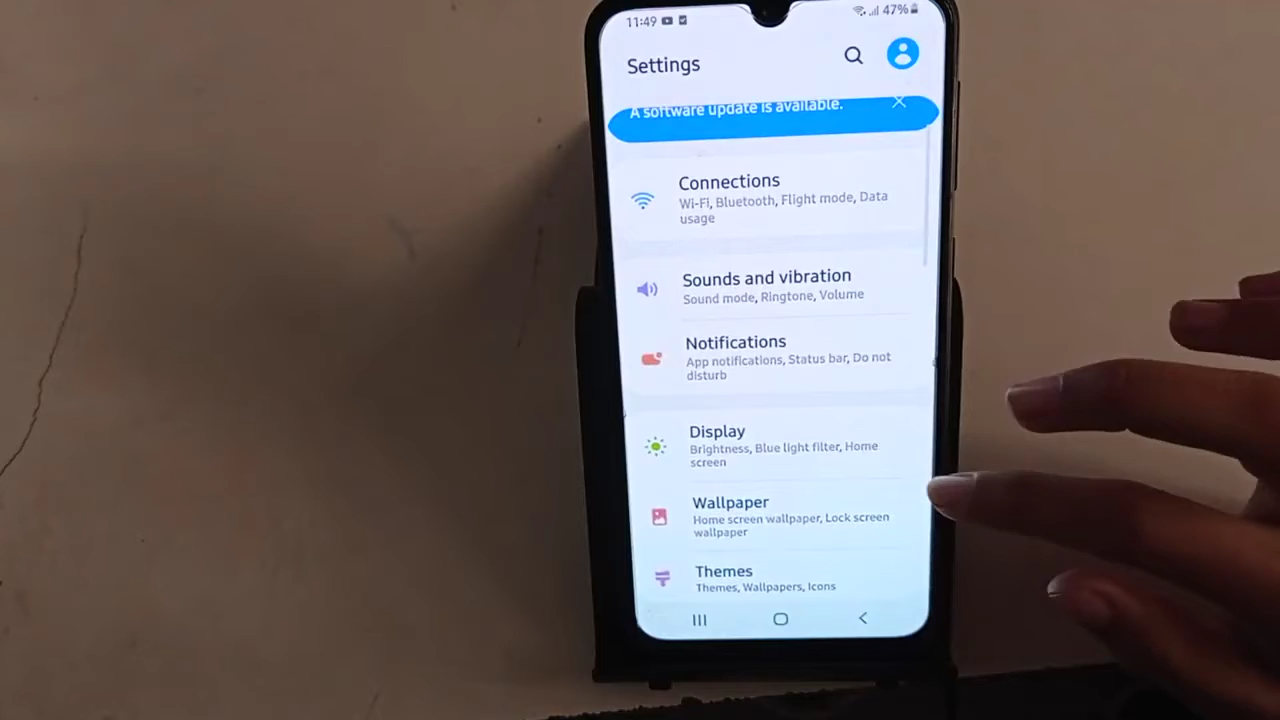 11:49 47%
Settings
A software update is available.
Connections
Wi-Fi, Bluetooth, Flight mode, Data
usage
Sounds and vibration
Sound mode, Ringtone, Volume
Notifications
App notifications, Status bar, Do not
disturb
Display
Brightness, Blue light filter, Home
screen
Wallpaper
Home screen wallpaper, Lock screen
wallpaper
Themes
Themes, Wallpapers, Icons